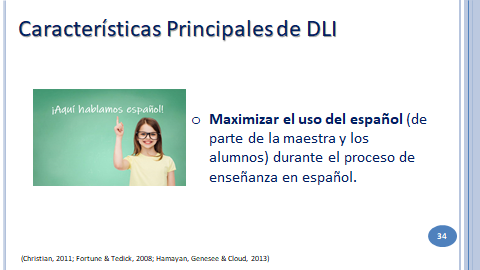 Características Principales de DLI
¡Aquí hablamos español!
o Maximizar el uso del español (de
parte de la maestra y los
alumnos) durante el proceso de
enseñanza en español.
34
(Christian, 2011; Fortune & Tedick, 2008; Hamayan, Genesee & Cloud, 2013)